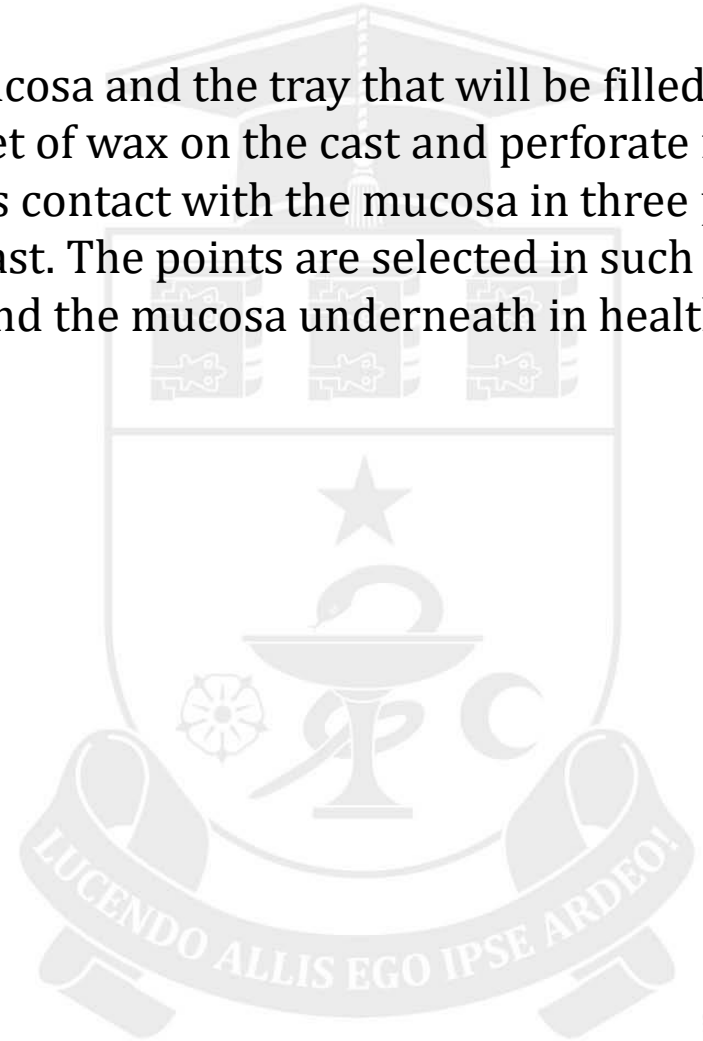 cosa and the tray that will be filled
et of wax on the cast and perforate
s contact with the mucosa in three
ast. The points are selected in such
nd the mucosa underneath in healt
LUCENDO ALLIS EGO IPSE ARDEO!